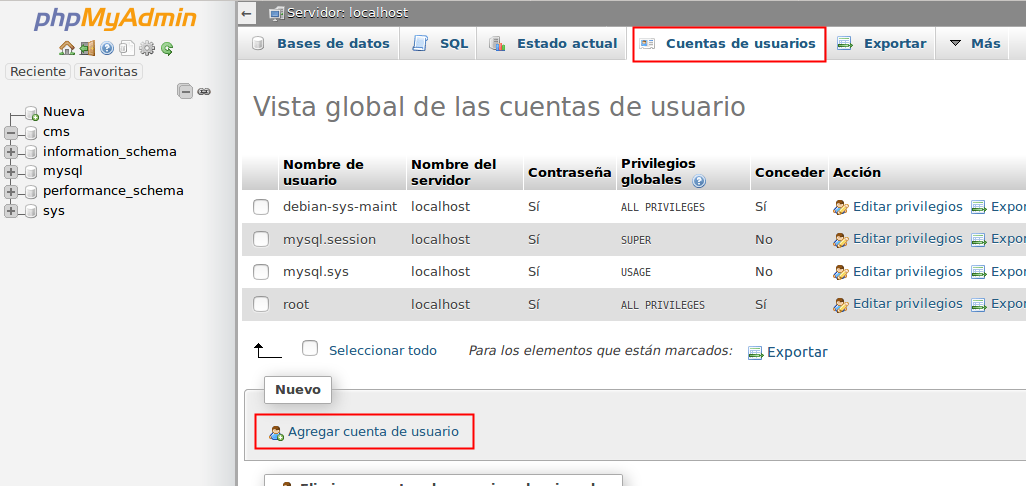 phpMyAdmin
Reciente Favoritas
Nueva
cms
information_schema
mysql
performance_schema
sys
Servidor: localhost
Bases de datos SQL Estado actual Cuentas de usuarios Exportar Más
Vista global de las cuentas de usuario
Nombre de usuario Nombre del servidor Contraseña Privilegios globales Conceder Acción
debian-sys-maint localhost Sí ALL PRIVILEGES Sí Editar privilegios Expor
mysql.session localhost Sí SUPER No Editar privilegios Expor
mysql.sys localhost Sí USAGE No Editar privilegios Expor
root localhost Sí ALL PRIVILEGES Sí Editar privilegios Expor
Seleccionar todo Para los elementos que están marcados: Exportar
Nuevo
Agregar cuenta de usuario